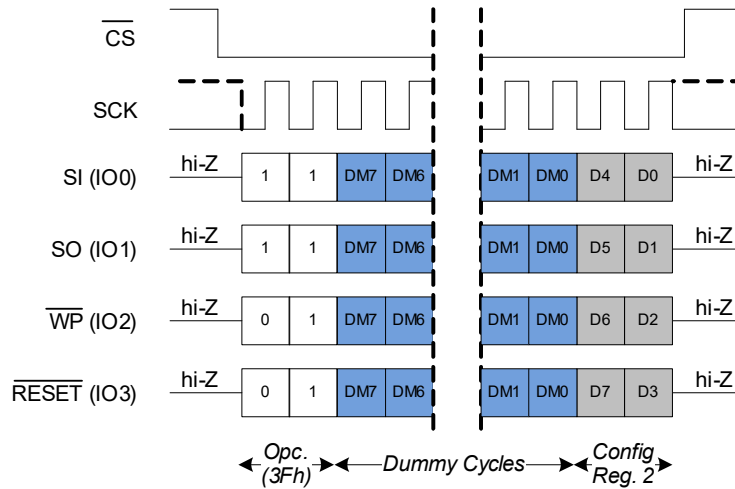 CS
SCK
SI (IO0) hi-Z 1 1 DM7 DM6 DM1 DM0 D4 D0 hi-Z
SO (IO1) hi-Z 1 1 DM7 DM6 DM1 DM0 D5 D1 hi-Z
WP (IO2) hi-Z 0 1 DM7 DM6 DM1 DM0 D6 D2 hi-Z
RESET (IO3) hi-Z 0 1 DM7 DM6 DM1 DM0 D7 D3 hi-Z
Opc.
(3Fh)
Dummy Cycles
Config
Reg. 2